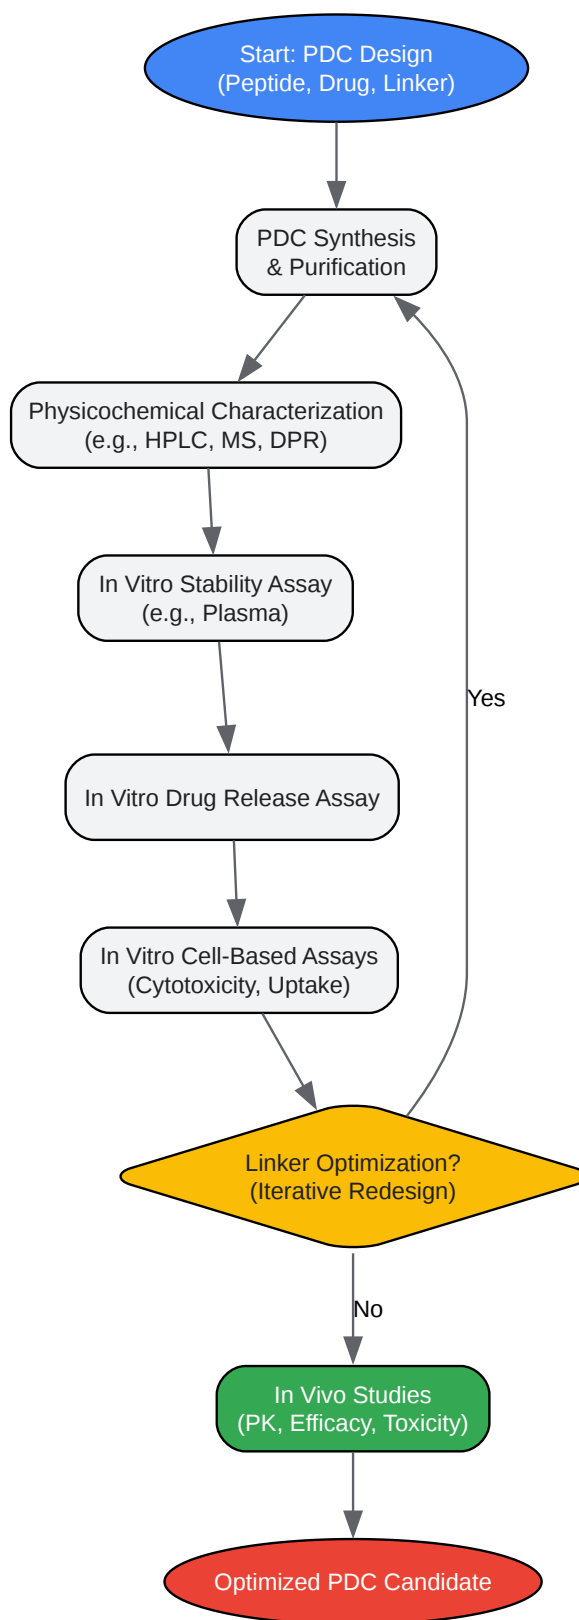 Start: PDC Design
(Peptide, Drug, Linker)
PDC Synthesis
& Purification
Physicochemical Characterization
(e.g., HPLC, MS, DPR)
In Vitro Stability Assay
(e.g., Plasma)
Yes
In Vitro Drug Release Assay
In Vitro Cell-Based Assays
(Cytotoxicity, Uptake)
Linker Optimization?
(Iterative Redesign)
No
In Vivo Studies
(PK, Efficacy, Toxicity)
Optimized PDC Candidate